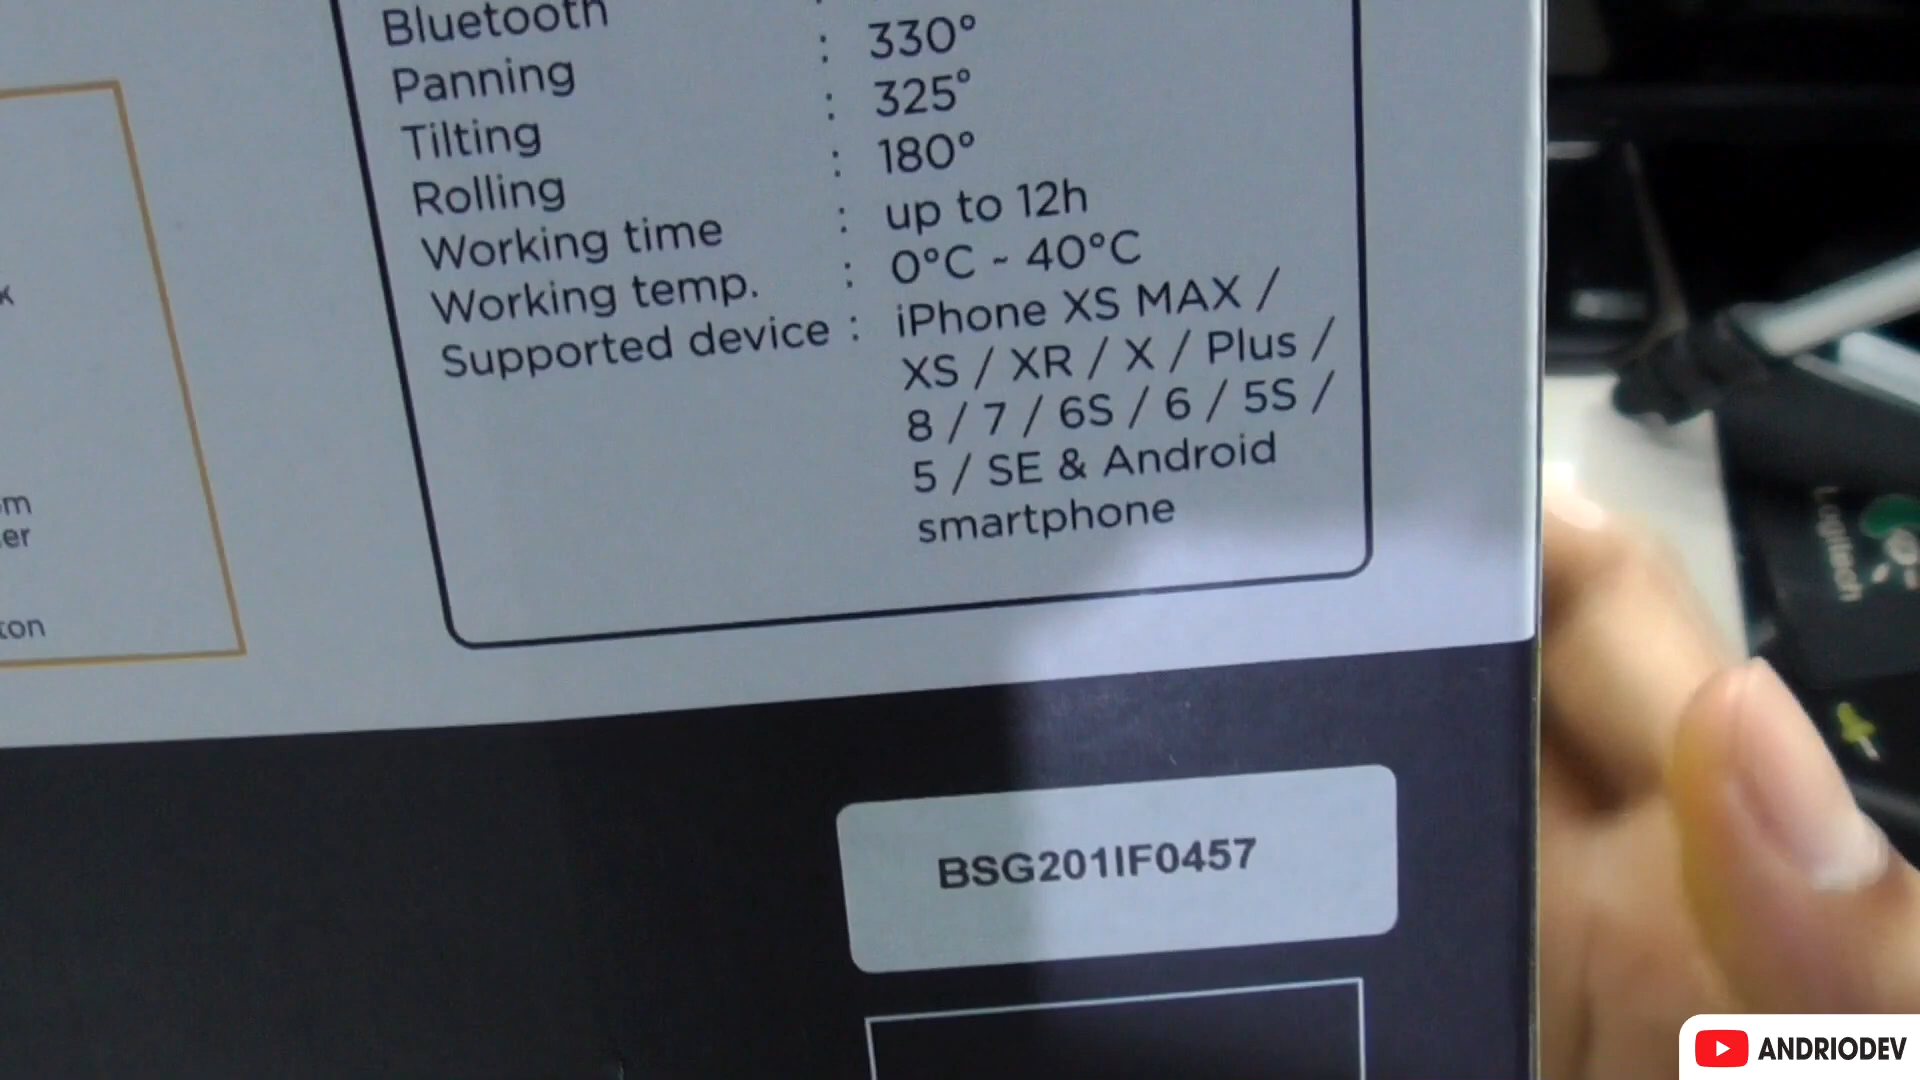 Bluetooth :
Panning : 330°
Tilting : 325°
Rolling : 180°
Working time : up to 12h
Working temp. : 0°C ~ 40°C
Supported device : iPhone XS MAX /
XS / XR / X / Plus /
8 / 7 / 6S / 6 / 5S /
5 / SE & Android
smartphone
BSG201IF0457
Logitech
ANDRIODEV